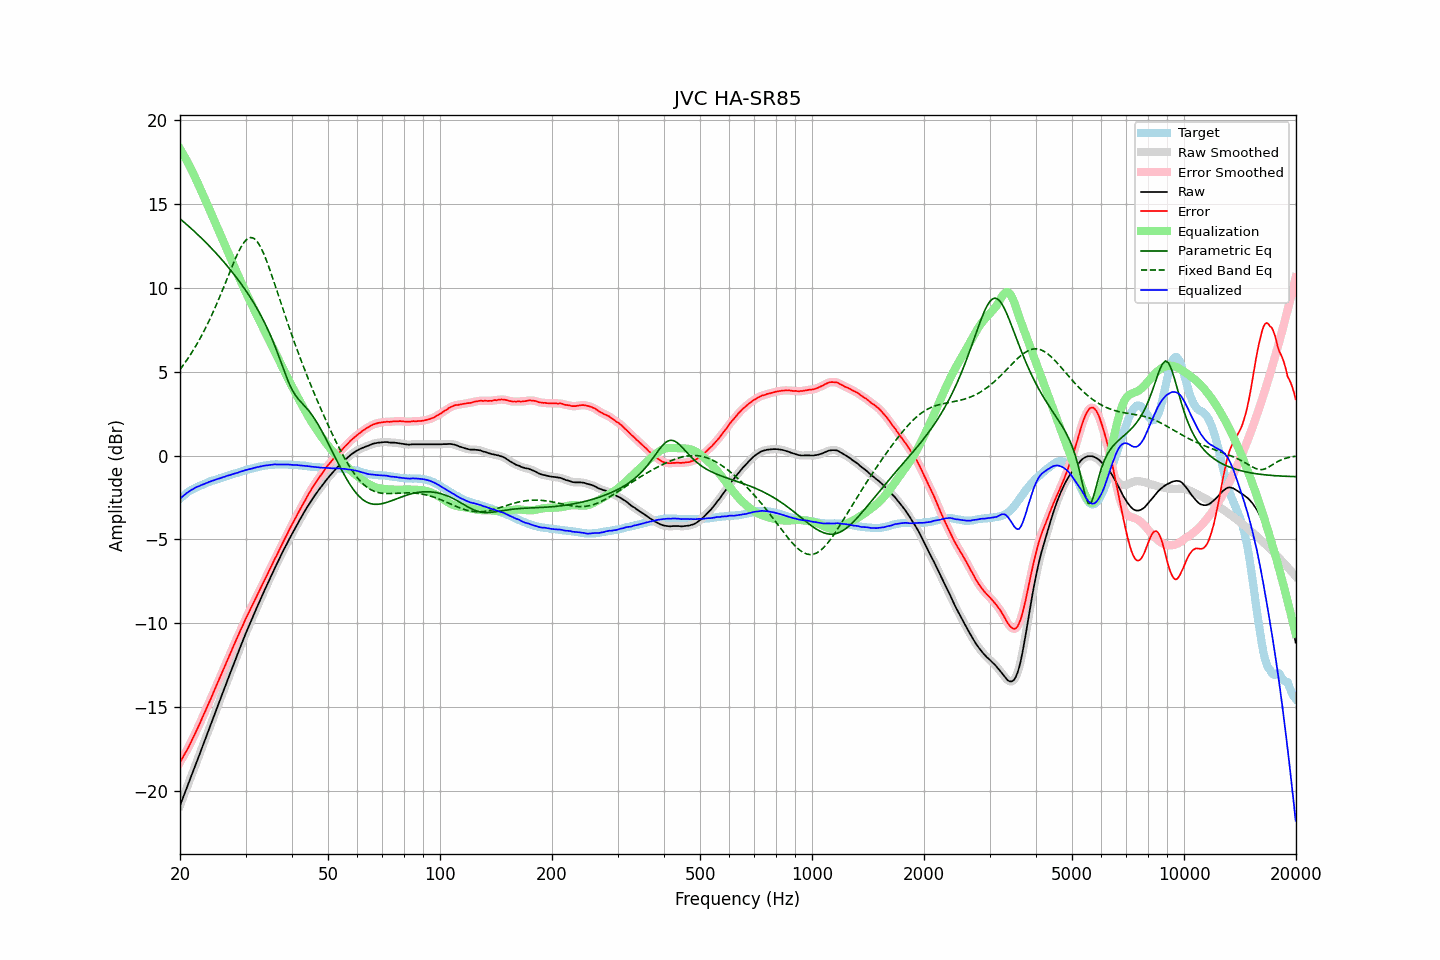 JVC HA-SR85
Amplitude (dBr)
20
15
10
5
0
−5
−10
−15
−20
Target
Raw Smoothed
Error Smoothed
Raw
Error
Equalization
Parametric Eq
Fixed Band Eq
Equalized
20 50 100 200 500 1000 2000 5000 10000 20000
Frequency (Hz)